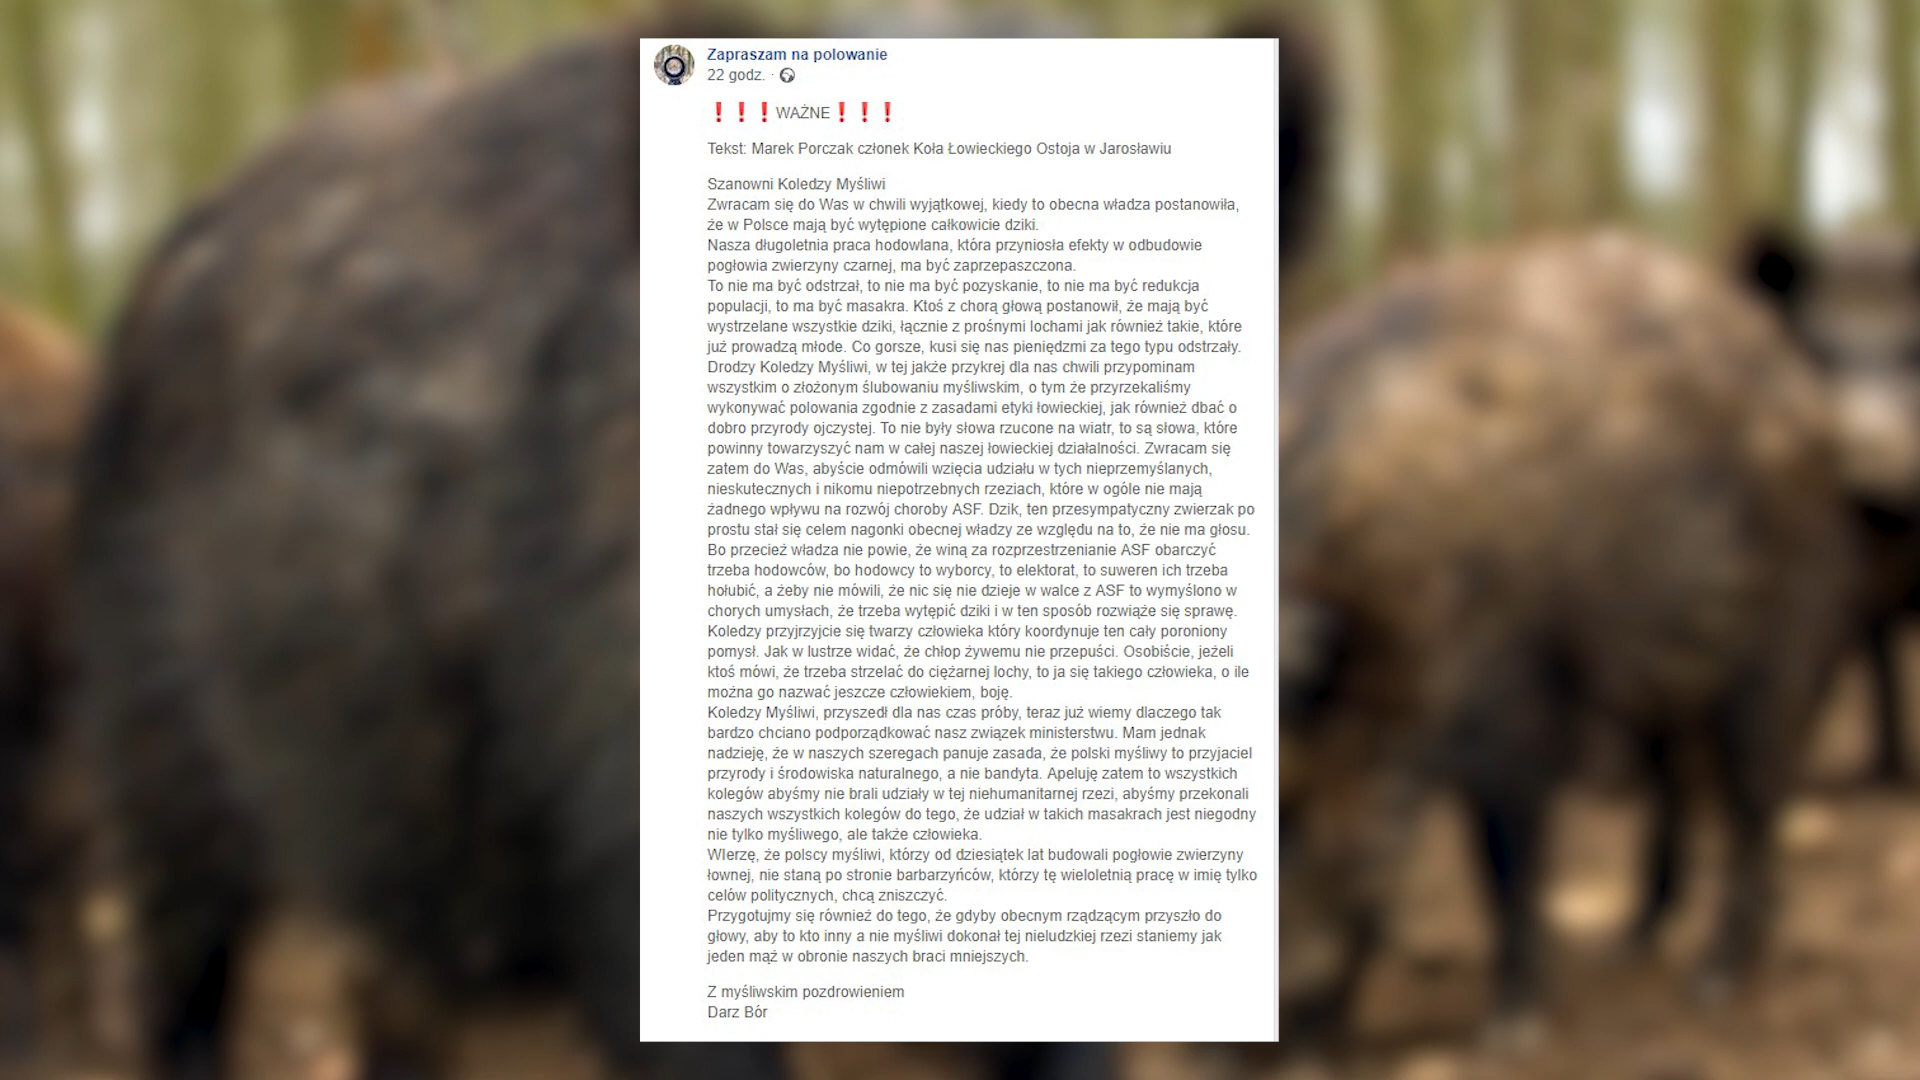 Zapraszam na polowanie
22 godz. ·
❗❗❗WAŻNE❗❗❗
Tekst: Marek Porczak członek Koła Łowieckiego Ostoja w Jarosławiu
Szanowni Koledzy Myśliwi
Zwracam się do Was w chwili wyjątkowej, kiedy to obecna władza postanowiła,
że w Polsce mają być wytępione całkowicie dziki.
Nasza długoletnia praca hodowlana, która przyniosła efekty w odbudowie
pogłowia zwierzyny czarnej, ma być zaprzepaszczona.
To nie ma być odstrzał, to nie ma być pozyskanie, to nie ma być redukcja
populacji, to ma być masakra. Ktoś z chorą głową postanowił, że mają być
wystrzelane wszystkie dziki, łącznie z prośnymi lochami jak również takie, które
już prowadzą młode. Co gorsze, kusi się nas pieniędzmi za tego typu odstrzały.
Drodzy Koledzy Myśliwi, w tej jakże przykrej dla nas chwili przypominam
wszystkim o złożonym ślubowaniu myśliwskim, o tym że przyrzekaliśmy
wykonywać polowania zgodnie z zasadami etyki łowieckiej, jak również dbać o
dobro przyrody ojczystej. To nie były słowa rzucone na wiatr, to są słowa, które
powinny towarzyszyć nam w całej naszej łowieckiej działalności. Zwracam się
zatem do Was, abyście odmówili wzięcia udziału w tych nieprzemyślanych,
nieskutecznych i nikomu niepotrzebnych rzeziach, które w ogóle nie mają
żadnego wpływu na rozwój choroby ASF. Dzik, ten przesympatyczny zwierzak po
prostu stał się celem nagonki obecnej władzy ze względu na to, że nie ma głosu.
Bo przecież władza nie powie, że winą za rozprzestrzenianie ASF obarczyć
trzeba hodowców, bo hodowcy to wyborcy, to elektorat, to suweren ich trzeba
hołubić, a żeby nie mówili, że nic się nie dzieje w walce z ASF to wymyślono w
chorych umysłach, że trzeba wytępić dziki i w ten sposób rozwiąże się sprawę.
Koledzy przyjrzyjcie się twarzy człowieka który koordynuje ten cały poroniony
pomysł. Jak w lustrze widać, że chłop żywemu nie przepuści. Osobiście, jeżeli
ktoś mówi, że trzeba strzelać do ciężarnej lochy, to ja się takiego człowieka, o ile
można go nazwać jeszcze człowiekiem, boję.
Koledzy Myśliwi, przyszedł dla nas czas próby, teraz już wiemy dlaczego tak
bardzo chciano podporządkować nasz związek ministerstwu. Mam jednak
nadzieję, że w naszych szeregach panuje zasada, że polski myśliwy to przyjaciel
przyrody i środowiska naturalnego, a nie bandyta. Apeluję zatem to wszystkich
kolegów abyśmy nie brali udziały w tej niehumanitarnej rzezi, abyśmy przekonali
naszych wszystkich kolegów do tego, że udział w takich masakrach jest niegodny
nie tylko myśliwego, ale także człowieka.
WIerzę, że polscy myśliwi, którzy od dziesiątek lat budowali pogłowie zwierzyny
łownej, nie staną po stronie barbarzyńców, którzy tę wieloletnią pracę w imię tylko
celów politycznych, chcą zniszczyć.
Przygotujmy się również do tego, że gdyby obecnym rządzącym przyszło do
głowy, aby to kto inny a nie myśliwi dokonał tej nieludzkiej rzezi staniemy jak
jeden mąż w obronie naszych braci mniejszych.
Z myśliwskim pozdrowieniem
Darz Bór